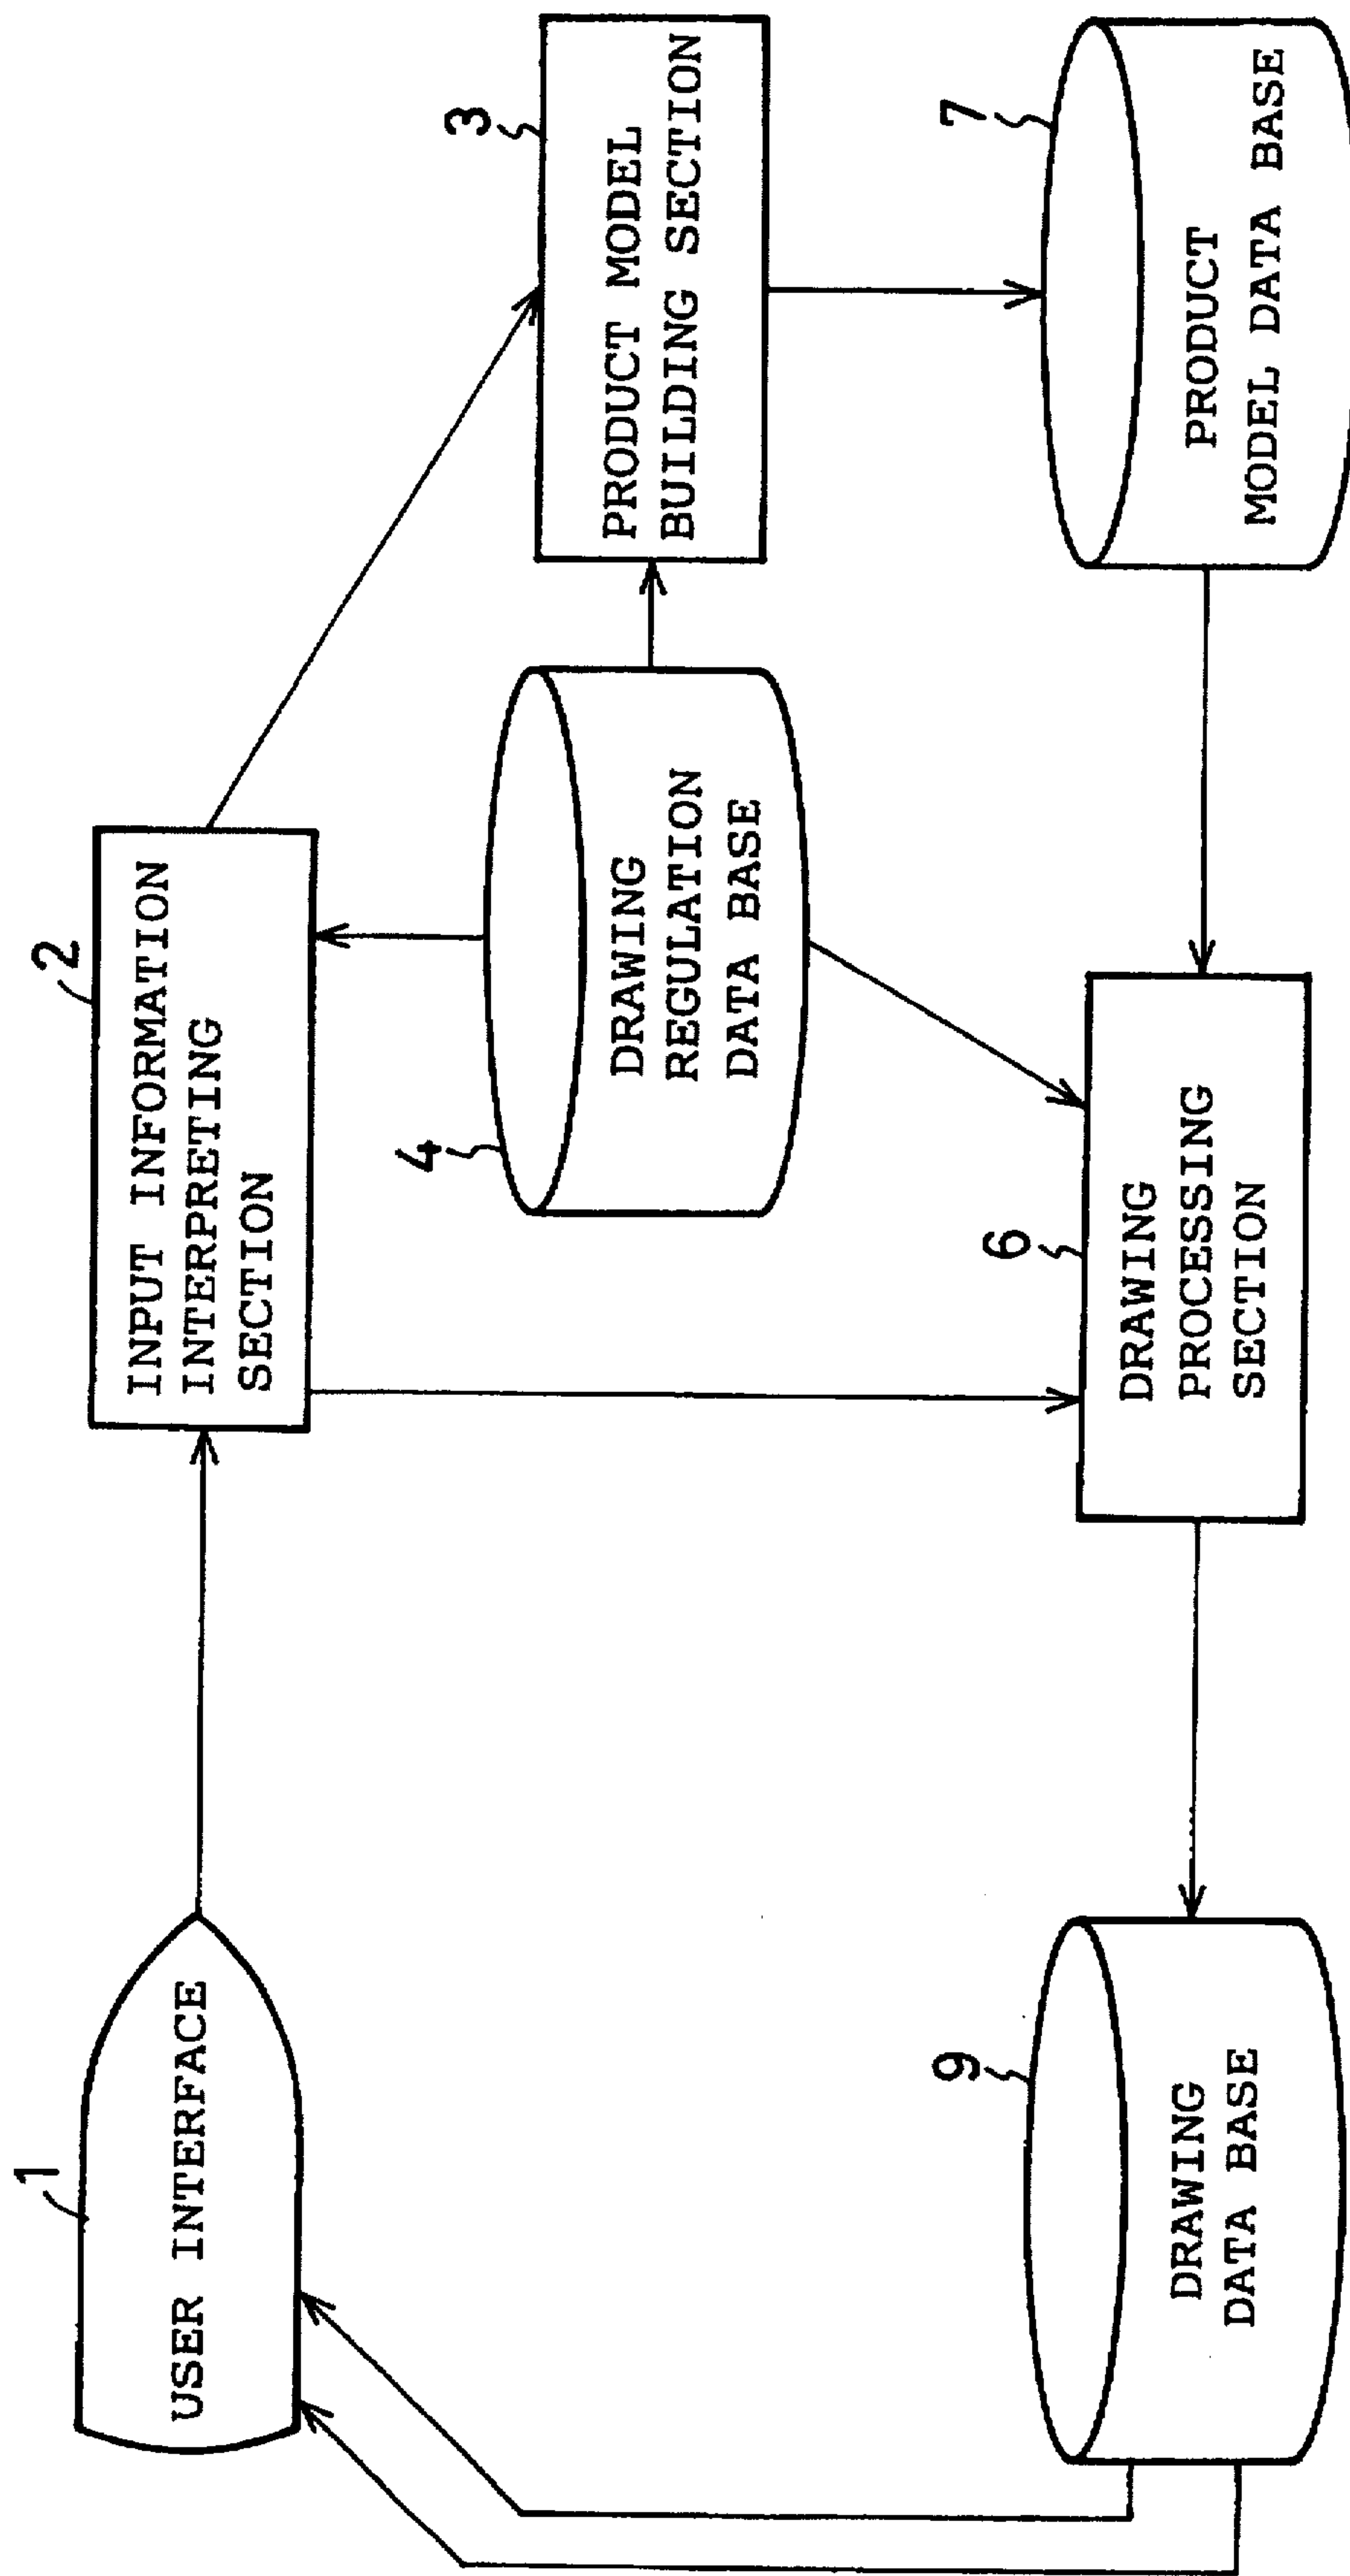 1
USER INTERFACE
2
INPUT INFORMATION
INTERPRETING
SECTION
3
PRODUCT MODEL
BUILDING SECTION
4
DRAWING
REGULATION
DATA BASE
6
DRAWING
PROCESSING
SECTION
7
PRODUCT
MODEL DATA BASE
9
DRAWING
DATA BASE